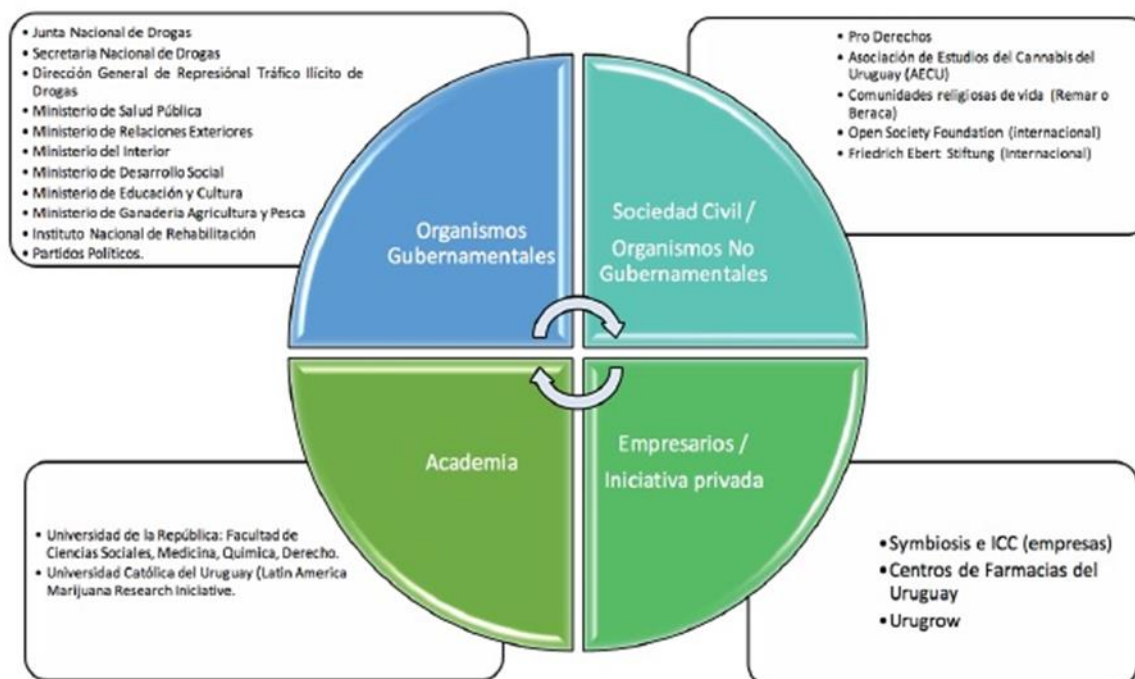 • Junta Nacional de Drogas
• Secretaria Nacional de Drogas
• Dirección General de Represiónal Tráfico Ilícito de
Drogas
• Ministerio de Salud Pública
• Ministerio de Relaciones Exteriores
• Ministerio del Interior
• Ministerio de Desarrollo Social
• Ministerio de Educación y Cultura
• Ministerio de Ganadería Agricultura y Pesca
• Instituto Nacional de Rehabilitación
• Partidos Políticos.
• Pro Derechos
• Asociación de Estudios del Cannabis del
Uruguay (AECU)
• Comunidades religiosas de vida (Remar o
Beraca)
• Open Society Foundation (internacional)
• Friedrich Ebert Stiftung (Internacional)
Organismos
Gubernamentales
Sociedad Civil /
Organismos No
Gubernamentales
Academia
Empresarios /
Iniciativa privada
• Universidad de la República: Facultad de
Ciencias Sociales, Medicina, Química, Derecho.
• Universidad Católica del Uruguay (Latin America
Marijuana Research Iniciative.
• Symbiosis e ICC (empresas)
• Centros de Farmacias del
Uruguay
• Urugrow